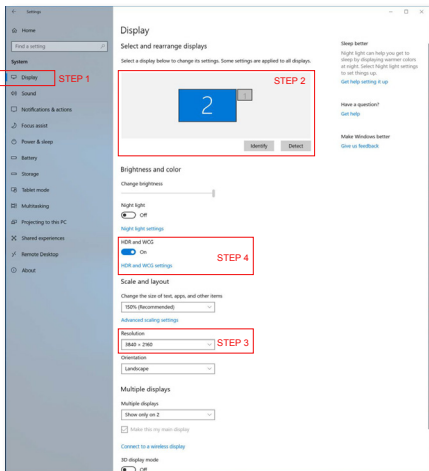 Settings
Home
Find a setting
System
Display
STEP 1
Sound
Notifications & actions
Focus assist
Power & sleep
Battery
Storage
Tablet mode
Multitasking
Projecting to this PC
Shared experiences
Remote Desktop
About
Display
Select and rearrange displays
Select a display below to change its settings. Some settings are applied to all displays.
STEP 2
2
1
Identify
Detect
Brightness and color
Change brightness
Night light
Off
Night light settings
HDR and WCG
On
STEP 4
HDR and WCG settings
Scale and layout
Change the size of text, apps, and other items
150% (Recommended)
Advanced scaling settings
Resolution
3840 × 2160
STEP 3
Orientation
Landscape
Multiple displays
Multiple displays
Show only on 2
Make this my main display
Connect to a wireless display
3D display mode
Off
Sleep better
Night light can help you get to
sleep by displaying warmer colors
at night. Select Night light settings
to set things up.
Get help setting it up
Have a question?
Get help
Make Windows better
Give us feedback